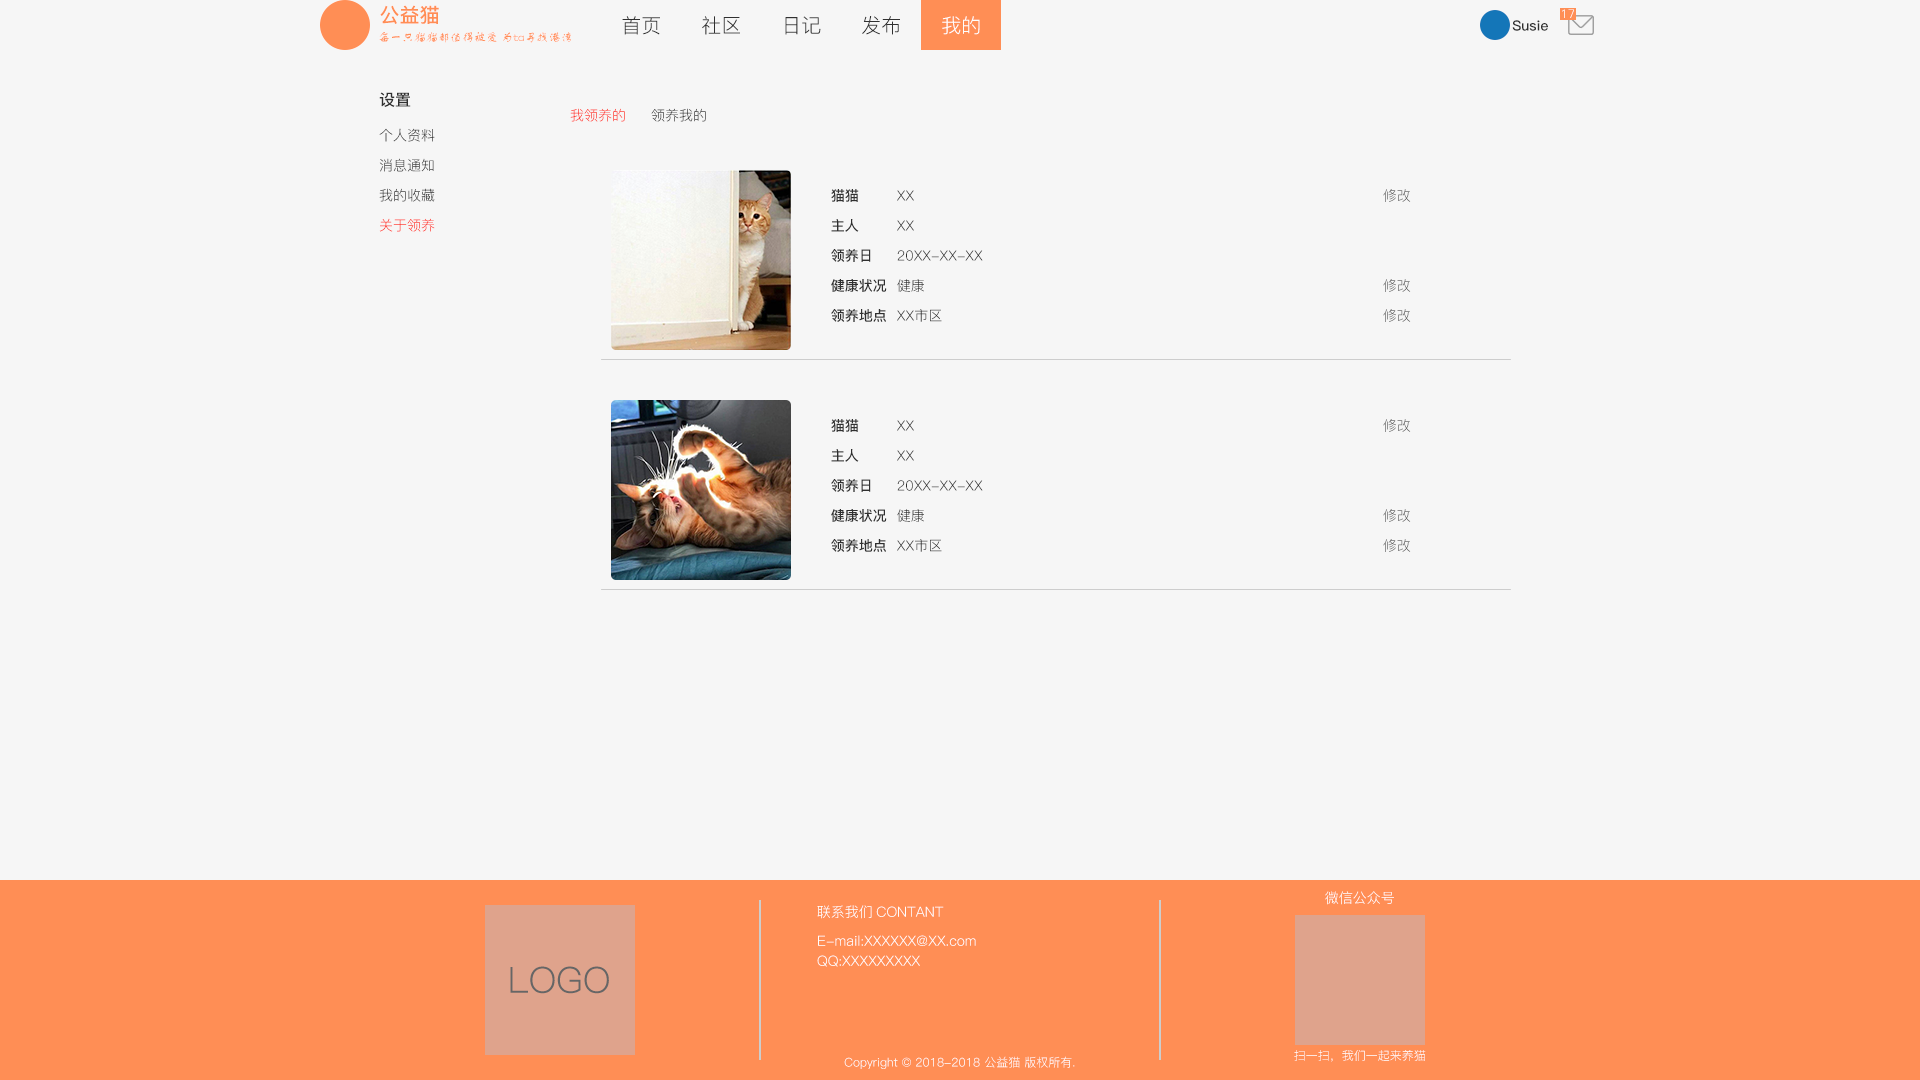 公益猫
每一只猫猫都值得被爱 为ta寻找港湾
首页
社区
日记
发布
我的
Susie
17
设置
个人资料
消息通知
我的收藏
关于领养
我领养的
领养我的
猫猫 XX 修改
主人 XX
领养日 20XX-XX-XX
健康状况 健康 修改
领养地点 XX市区 修改
猫猫 XX 修改
主人 XX
领养日 20XX-XX-XX
健康状况 健康 修改
领养地点 XX市区 修改
LOGO
联系我们 CONTANT
E-mail:XXXXXX@XX.com
QQ:XXXXXXXXX
Copyright © 2018-2018 公益猫 版权所有.
微信公众号
扫一扫，我们一起来养猫